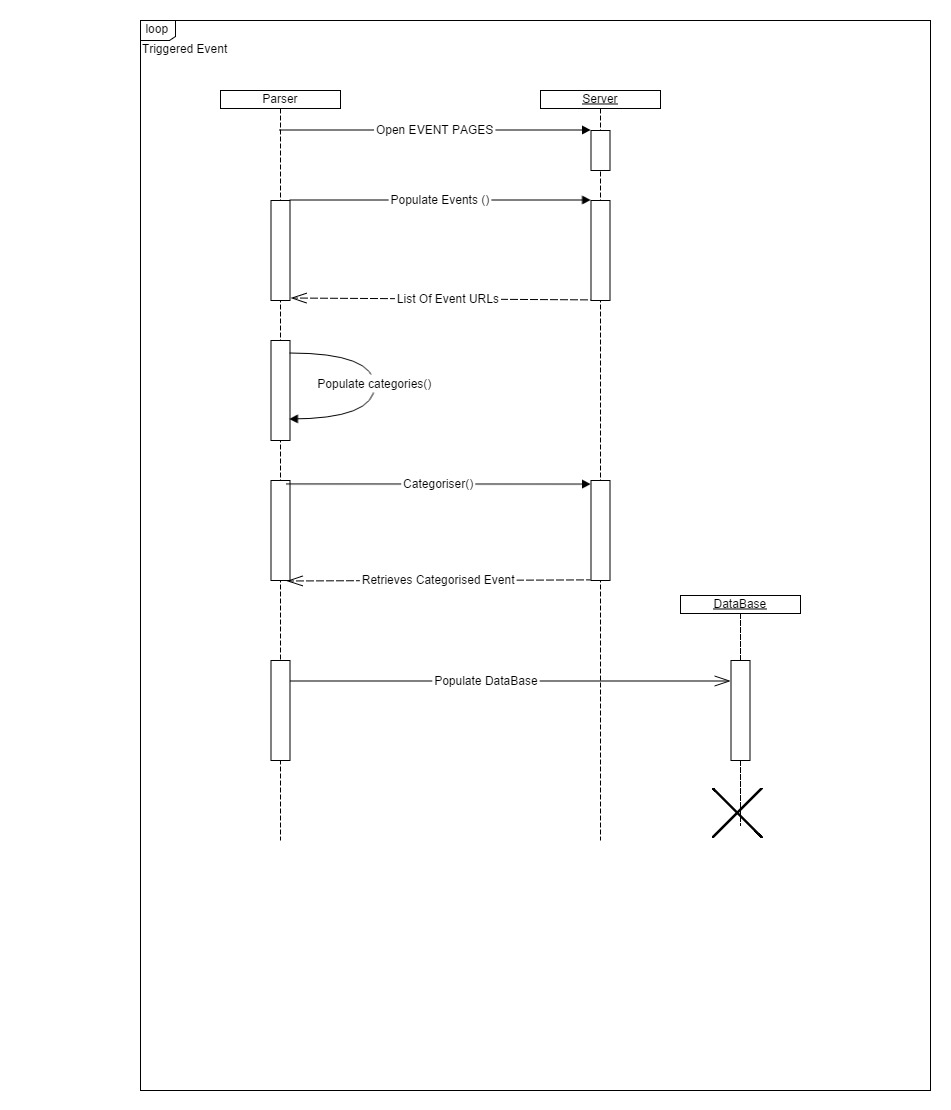 loop
Triggered Event
Parser
Server
Open EVENT PAGES
Populate Events ()
List Of Event URLs
Populate categories()
Categoriser()
Retrieves Categorised Event
DataBase
Populate DataBase